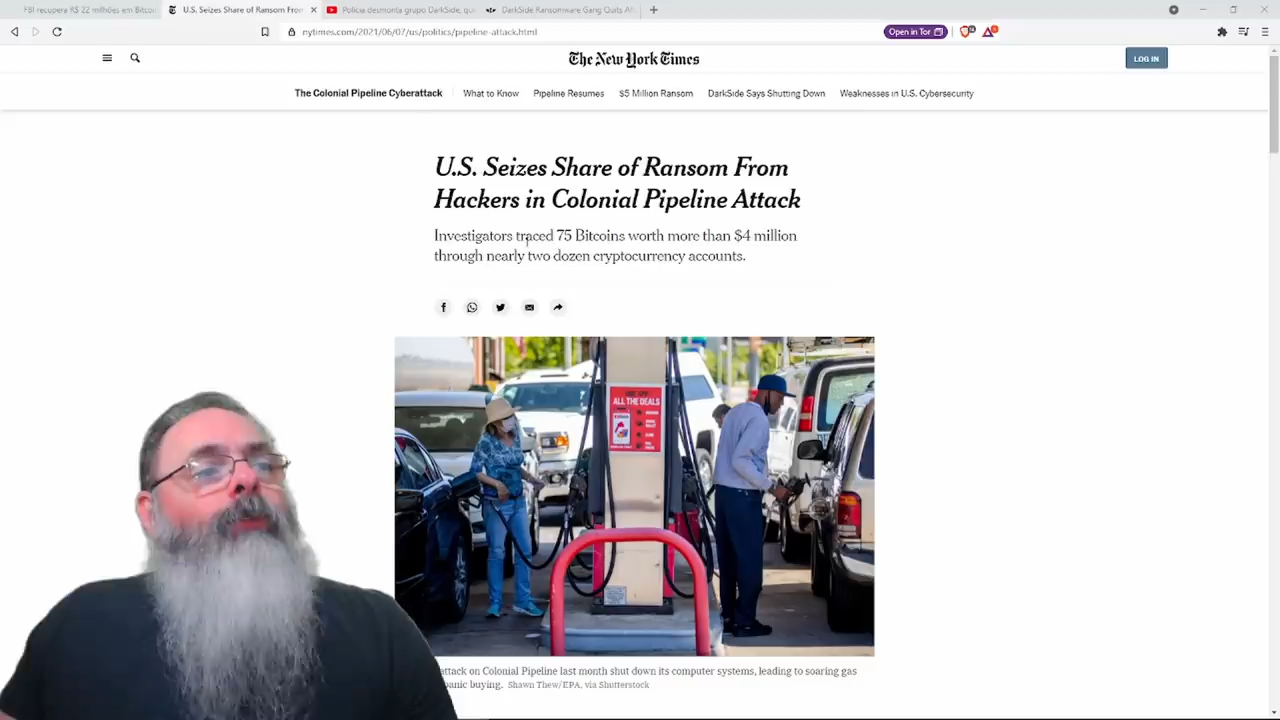 FBI recupera R$ 22 milhões em Bitcoin
U.S. Seizes Share of Ransom From
Polícia desmonta grupo DarkSide, qu
DarkSide Ransomware Gang Quits Af
nytimes.com/2021/06/07/us/politics/pipeline-attack.html
Open in Tor
The New York Times
LOG IN
The Colonial Pipeline Cyberattack
What to Know
Pipeline Resumes
$5 Million Ransom
DarkSide Says Shutting Down
Weaknesses in U.S. Cybersecurity
U.S. Seizes Share of Ransom From
Hackers in Colonial Pipeline Attack
Investigators traced 75 Bitcoins worth more than $4 million
through nearly two dozen cryptocurrency accounts.
ALL THE DEALS
attack on Colonial Pipeline last month shut down its computer systems, leading to soaring gas
panic buying. Shawn Thew/EPA, via Shutterstock